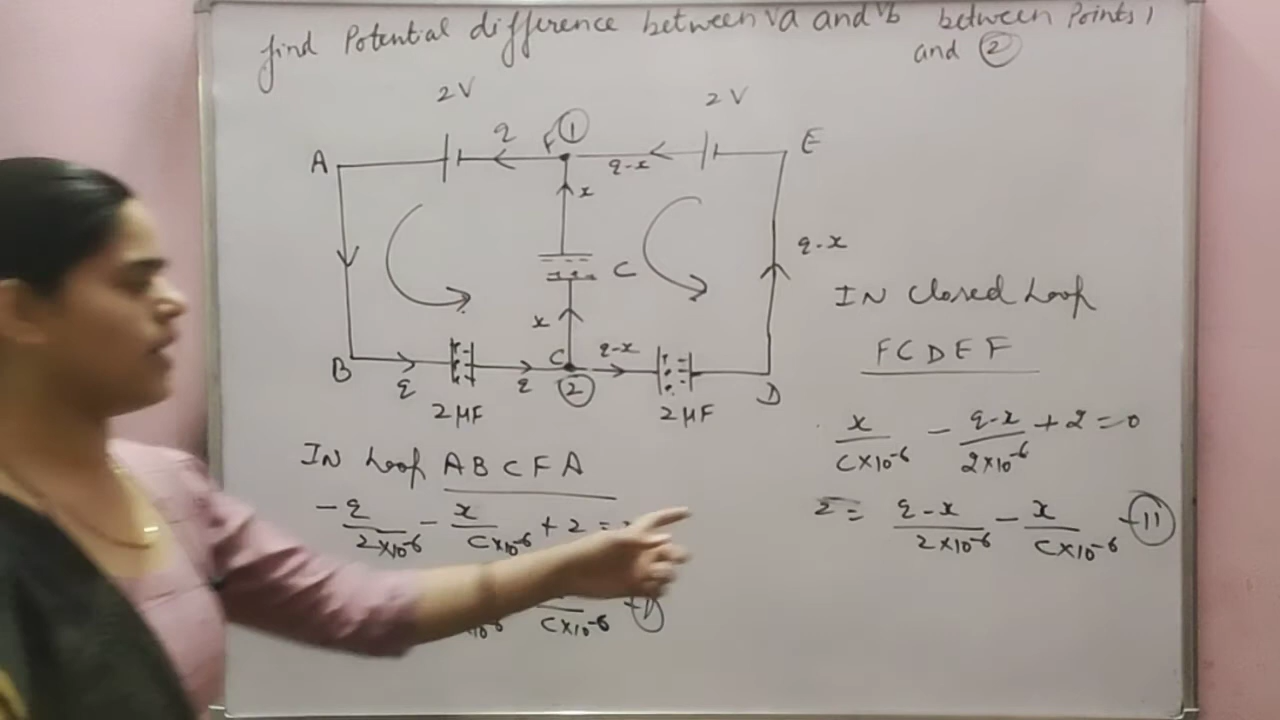 find Potential difference between Va and Vb between Points 1
and ②
2V
2V
A
q
F
①
q-x
E
x
C
q-x
x
B
q
2μF
q
C
②
q-x
2μF
D
IN Loop ABCFA
-q/2×10⁻⁶ - x/C×10⁻⁶ + 2 =
C×10⁻⁶
IN Closed Loop
FCDEF
x/C×10⁻⁶ - q-x/2×10⁻⁶ + 2 = 0
2 = q-x/2×10⁻⁶ - x/C×10⁻⁶ -⑪